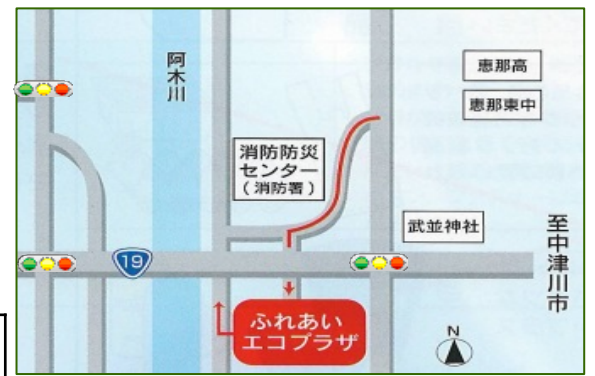 阿木川
恵那高
恵那東中
消防防災
センター
(消防署)
武並神社
至中津川市
19
ふれあい
エコプラザ
N